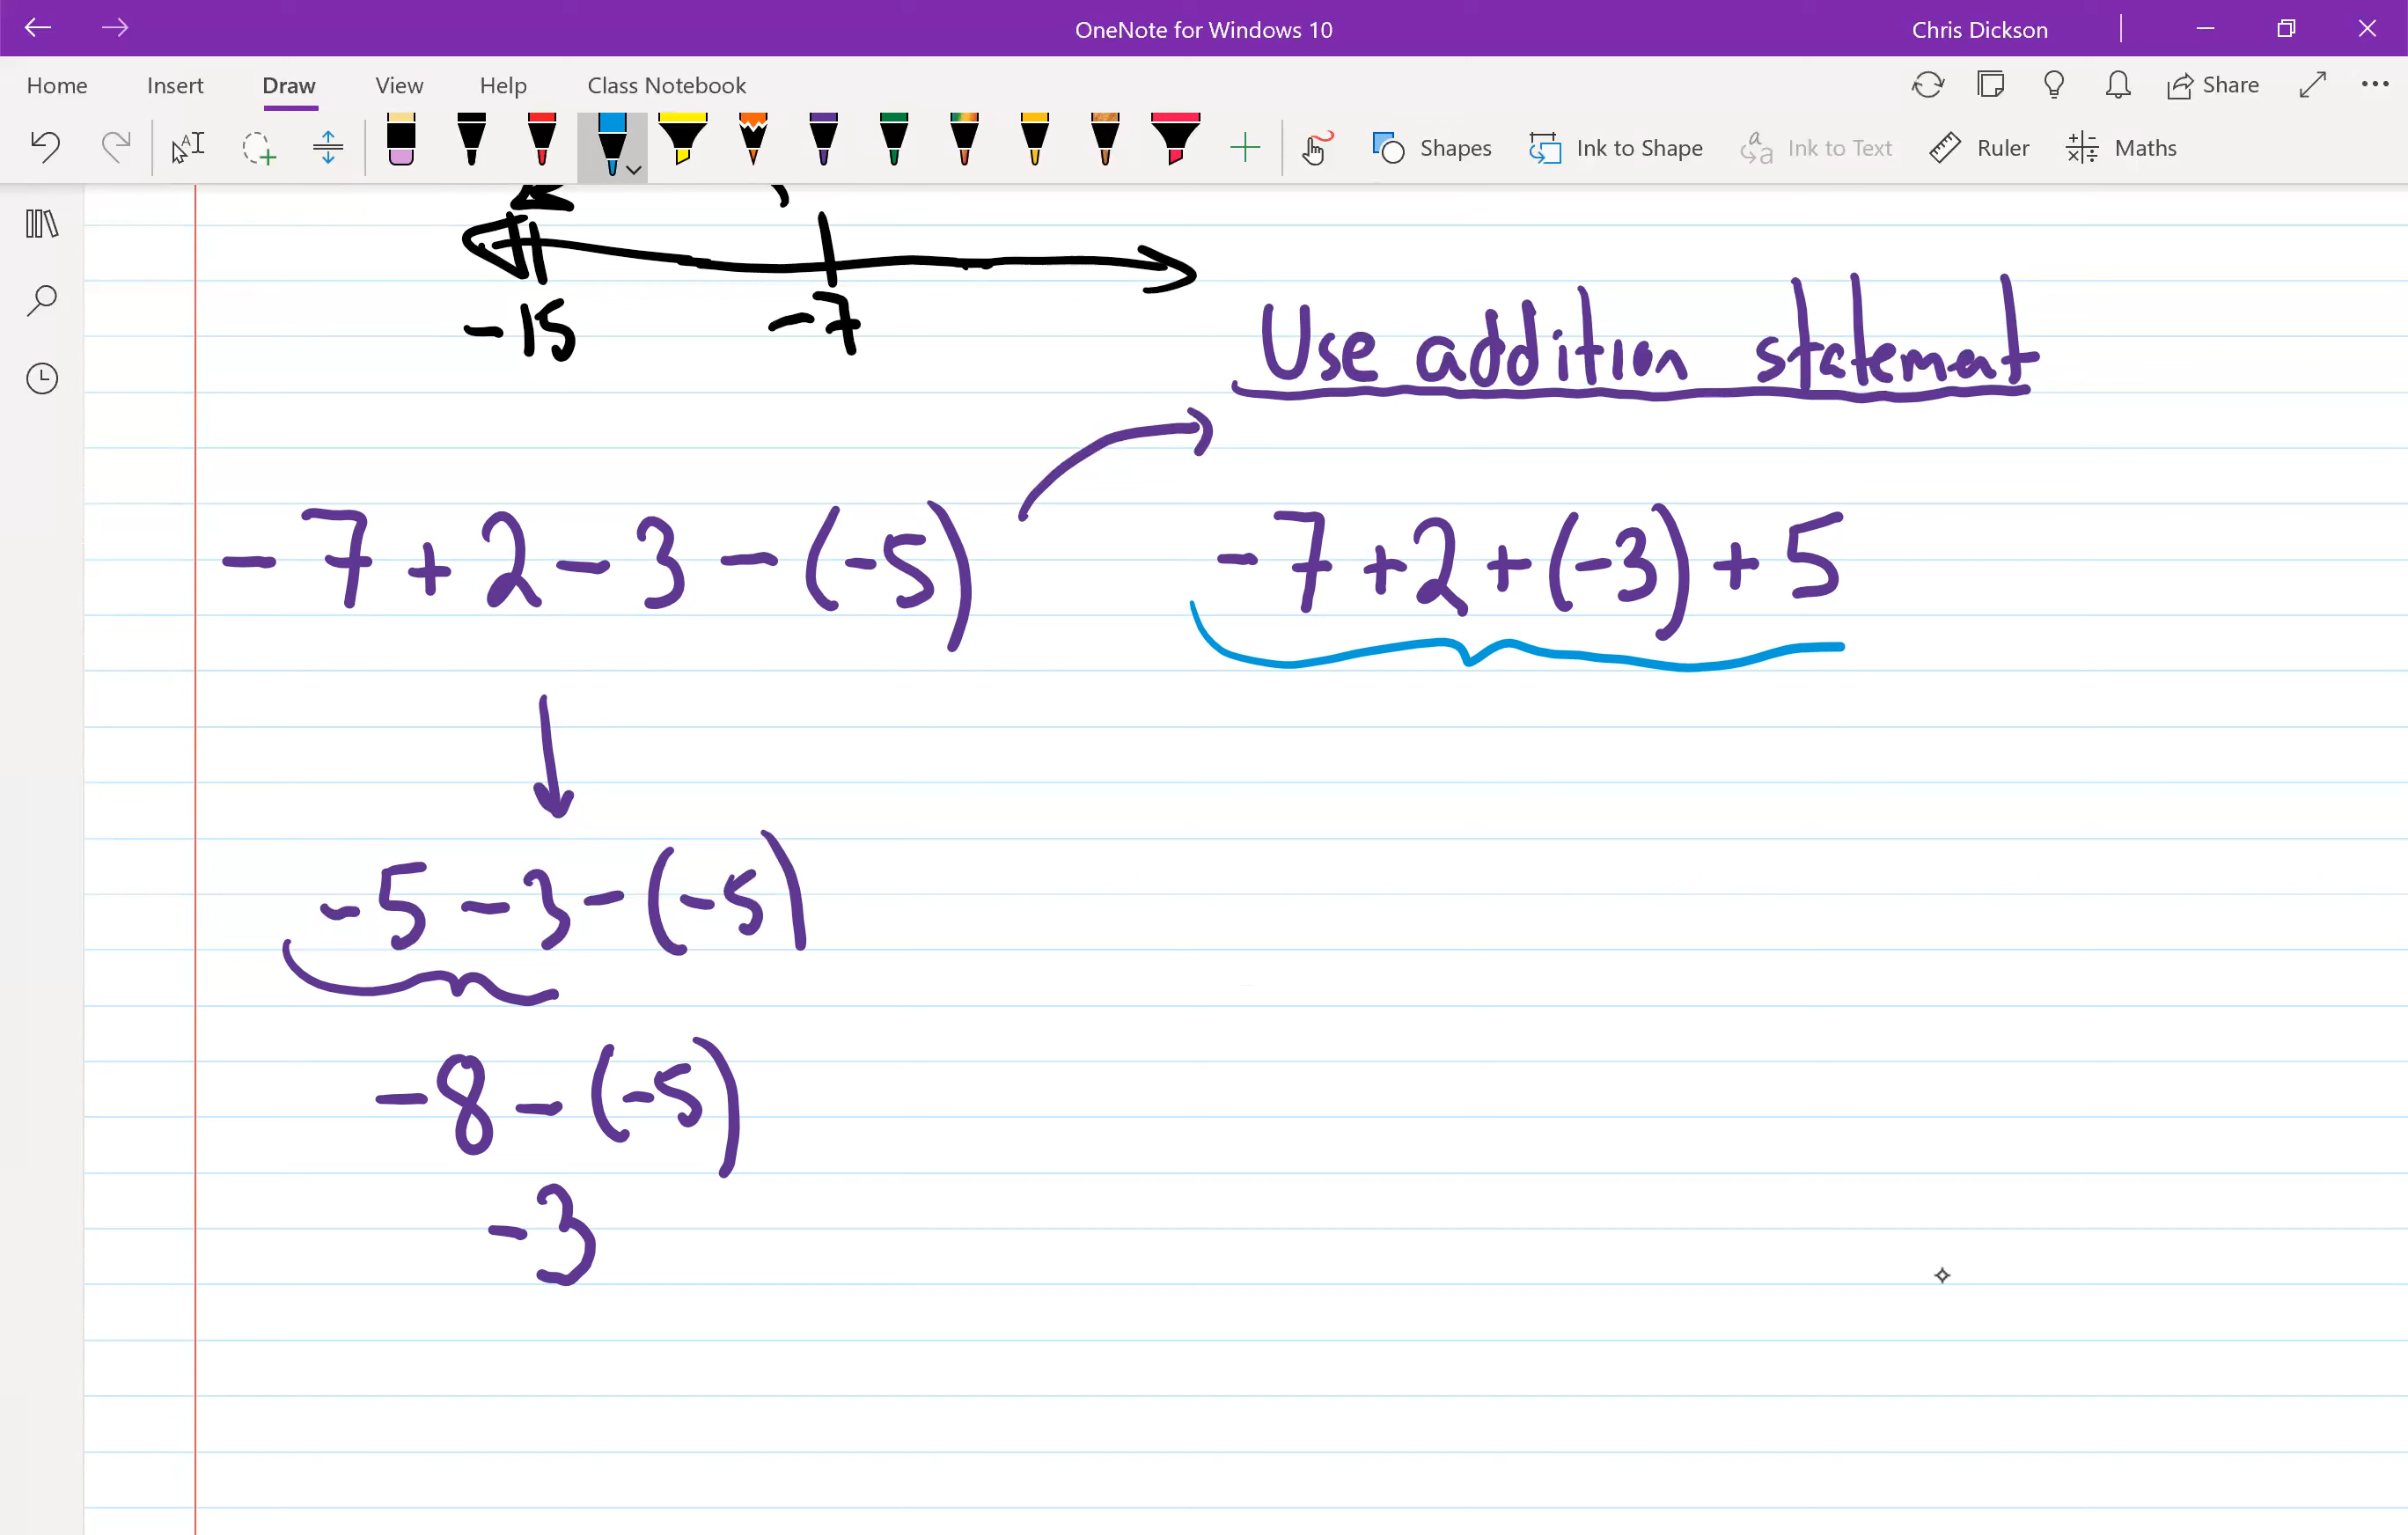 OneNote for Windows 10
Chris Dickson
Home Insert Draw View Help Class Notebook
Share
Shapes Ink to Shape Ink to Text Ruler Maths
-15 -7
Use addition statement
-7+2-3-(-5)
-7+2+(-3)+5
-5-3-(-5)
-8-(-5)
-3